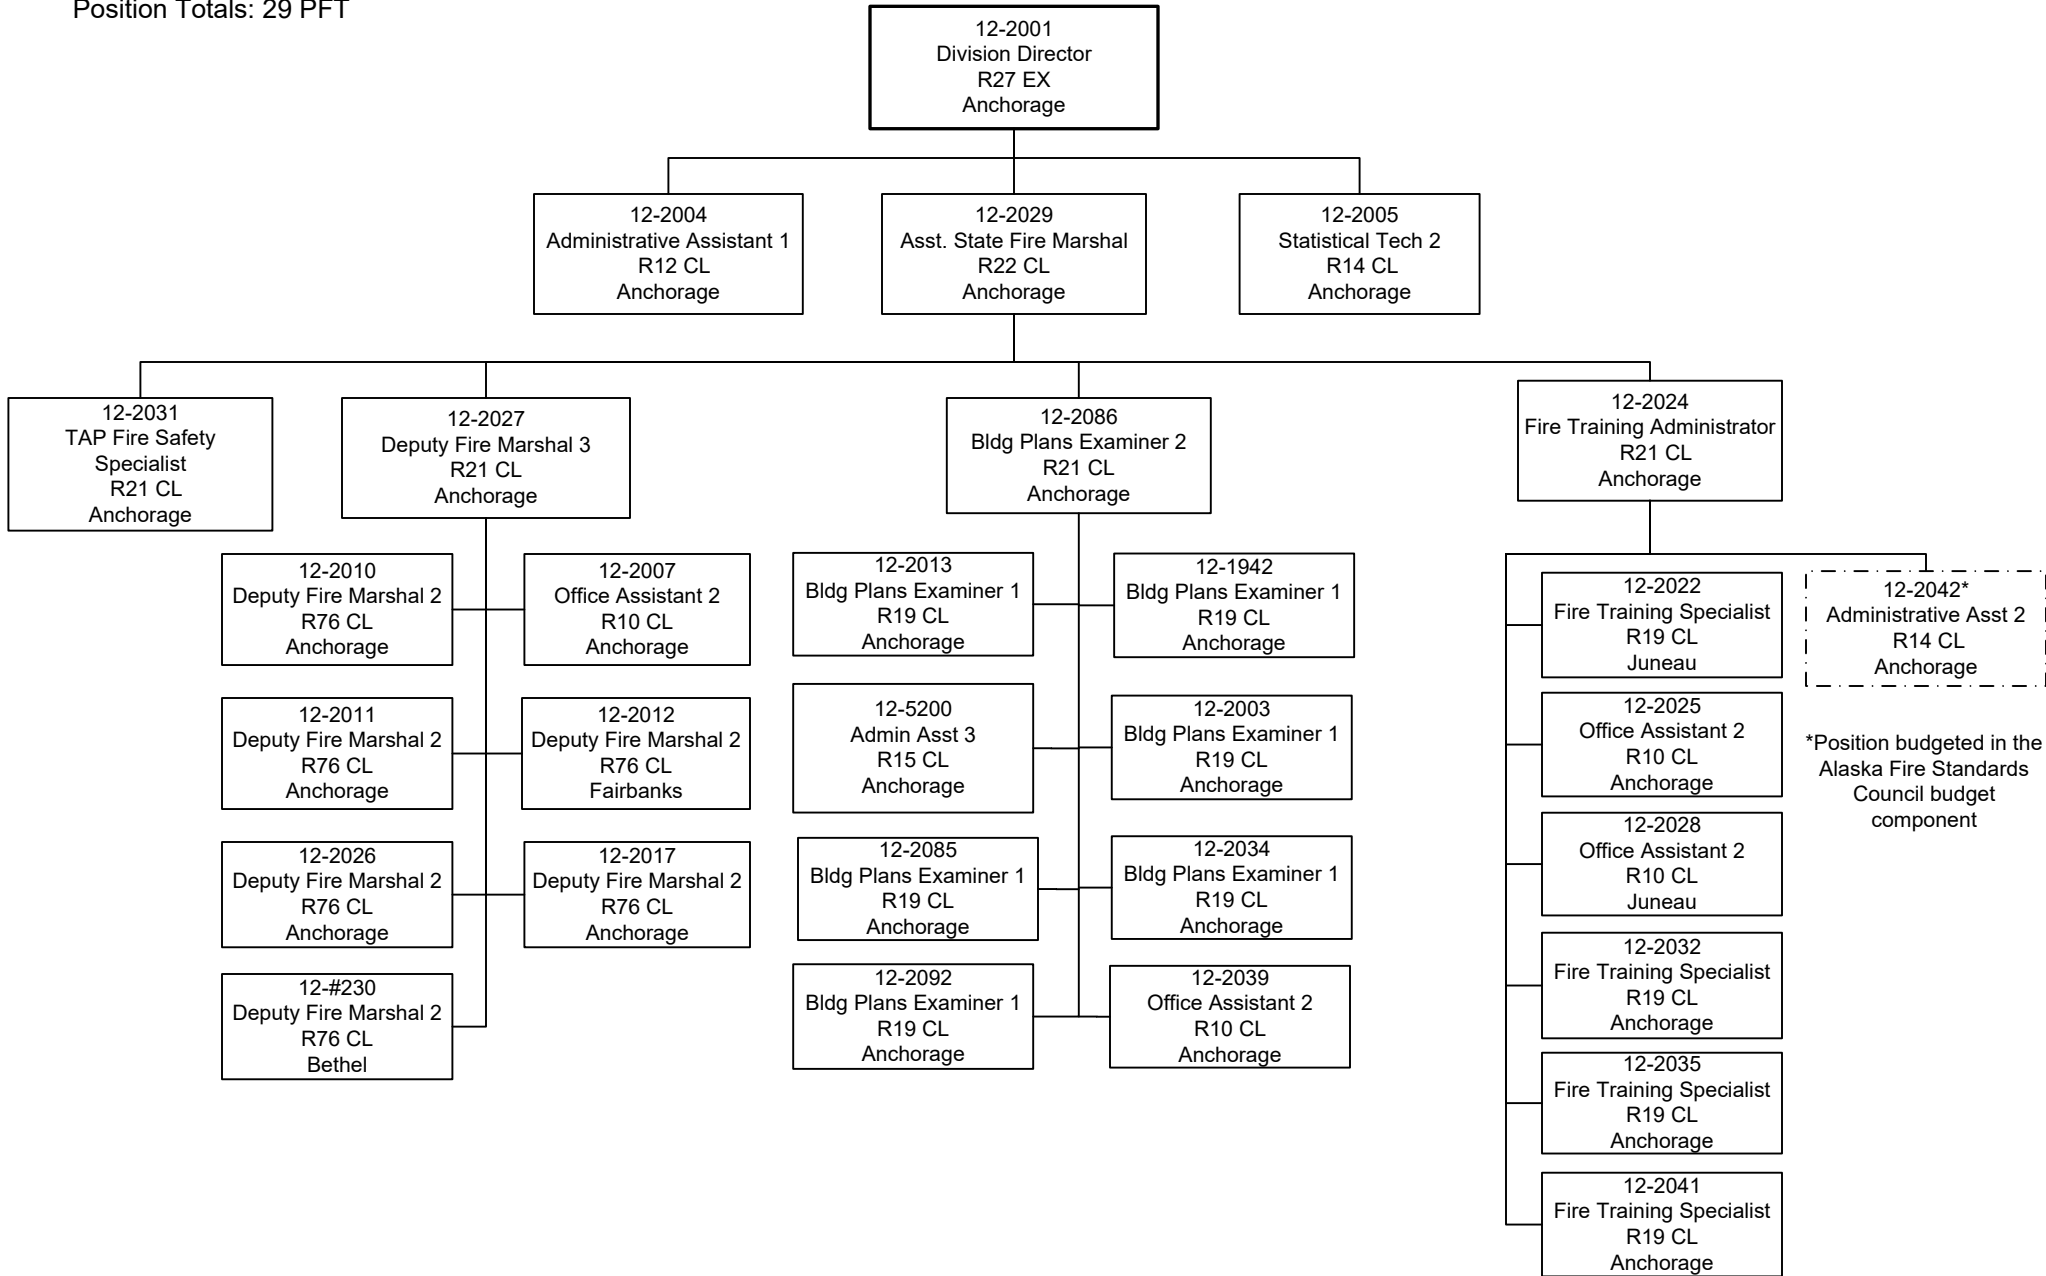 Position Totals: 29 PFT
12-2001
Division Director
R27 EX
Anchorage
12-2004
Administrative Assistant 1
R12 CL
Anchorage
12-2029
Asst. State Fire Marshal
R22 CL
Anchorage
12-2005
Statistical Tech 2
R14 CL
Anchorage
12-2031
TAP Fire Safety
Specialist
R21 CL
Anchorage
12-2027
Deputy Fire Marshal 3
R21 CL
Anchorage
12-2086
Bldg Plans Examiner 2
R21 CL
Anchorage
12-2024
Fire Training Administrator
R21 CL
Anchorage
12-2010
Deputy Fire Marshal 2
R76 CL
Anchorage
12-2007
Office Assistant 2
R10 CL
Anchorage
12-2011
Deputy Fire Marshal 2
R76 CL
Anchorage
12-2012
Deputy Fire Marshal 2
R76 CL
Fairbanks
12-2026
Deputy Fire Marshal 2
R76 CL
Anchorage
12-2017
Deputy Fire Marshal 2
R76 CL
Anchorage
12-#230
Deputy Fire Marshal 2
R76 CL
Bethel
12-2013
Bldg Plans Examiner 1
R19 CL
Anchorage
12-1942
Bldg Plans Examiner 1
R19 CL
Anchorage
12-5200
Admin Asst 3
R15 CL
Anchorage
12-2003
Bldg Plans Examiner 1
R19 CL
Anchorage
12-2085
Bldg Plans Examiner 1
R19 CL
Anchorage
12-2034
Bldg Plans Examiner 1
R19 CL
Anchorage
12-2092
Bldg Plans Examiner 1
R19 CL
Anchorage
12-2039
Office Assistant 2
R10 CL
Anchorage
12-2022
Fire Training Specialist
R19 CL
Juneau
12-2025
Office Assistant 2
R10 CL
Anchorage
12-2028
Office Assistant 2
R10 CL
Juneau
12-2032
Fire Training Specialist
R19 CL
Anchorage
12-2035
Fire Training Specialist
R19 CL
Anchorage
12-2041
Fire Training Specialist
R19 CL
Anchorage
12-2042*
Administrative Asst 2
R14 CL
Anchorage
*Position budgeted in the
Alaska Fire Standards
Council budget
component